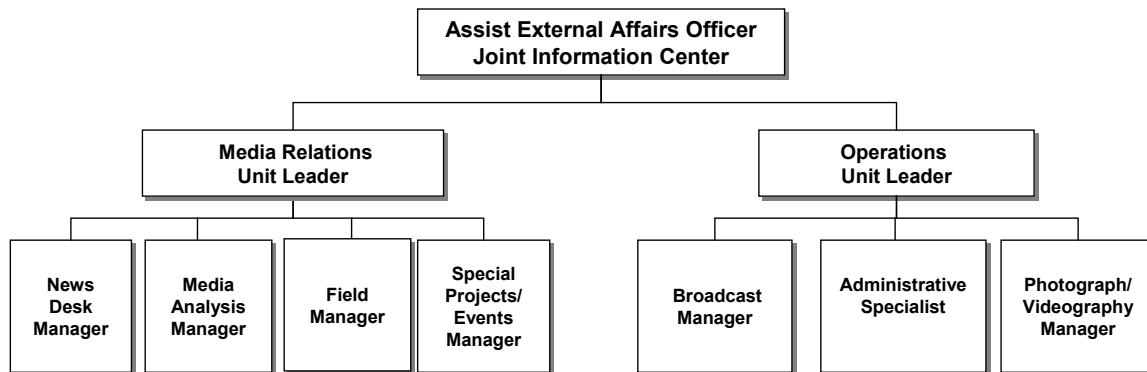 Assist External Affairs Officer
Joint Information Center
Media Relations
Unit Leader
Operations
Unit Leader
News
Desk
Manager
Media
Analysis
Manager
Field
Manager
Special
Projects/
Events
Manager
Broadcast
Manager
Administrative
Specialist
Photograph/
Videography
Manager